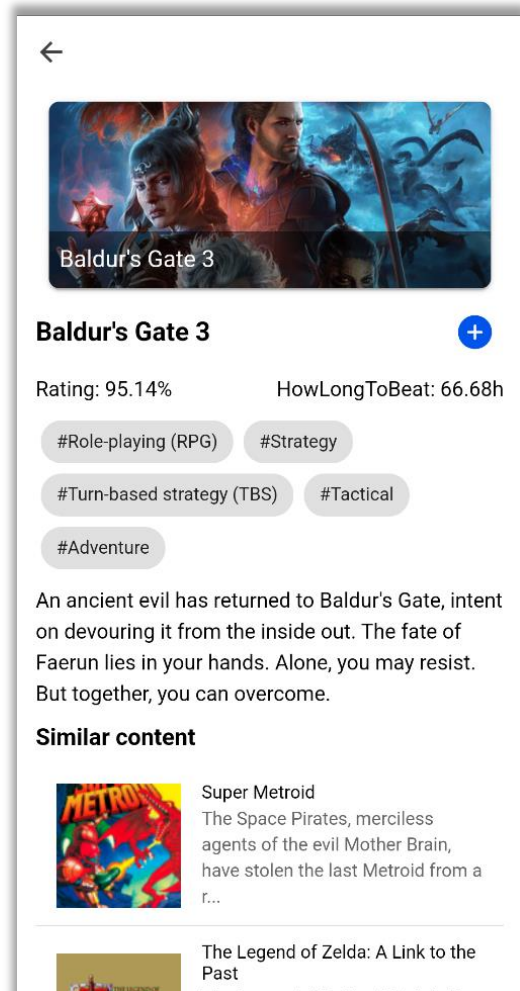 Baldur's Gate 3
Baldur's Gate 3
Rating: 95.14%
HowLongToBeat: 66.68h
#Role-playing (RPG)
#Strategy
#Turn-based strategy (TBS)
#Tactical
#Adventure
An ancient evil has returned to Baldur's Gate, intent
on devouring it from the inside out. The fate of
Faerun lies in your hands. Alone, you may resist.
But together, you can overcome.
Similar content
METROID
Super Metroid
The Space Pirates, merciless
agents of the evil Mother Brain,
have stolen the last Metroid from a
r...
THE LEGEND OF
The Legend of Zelda: A Link to the
Past